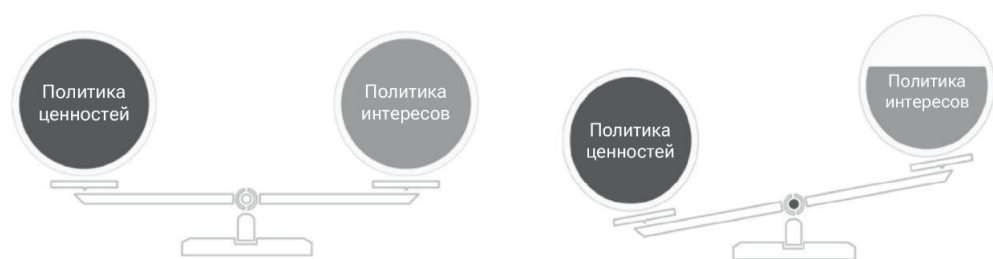 Политика
ценностей
Политика
интересов
Политика
ценностей
Политика
интересов